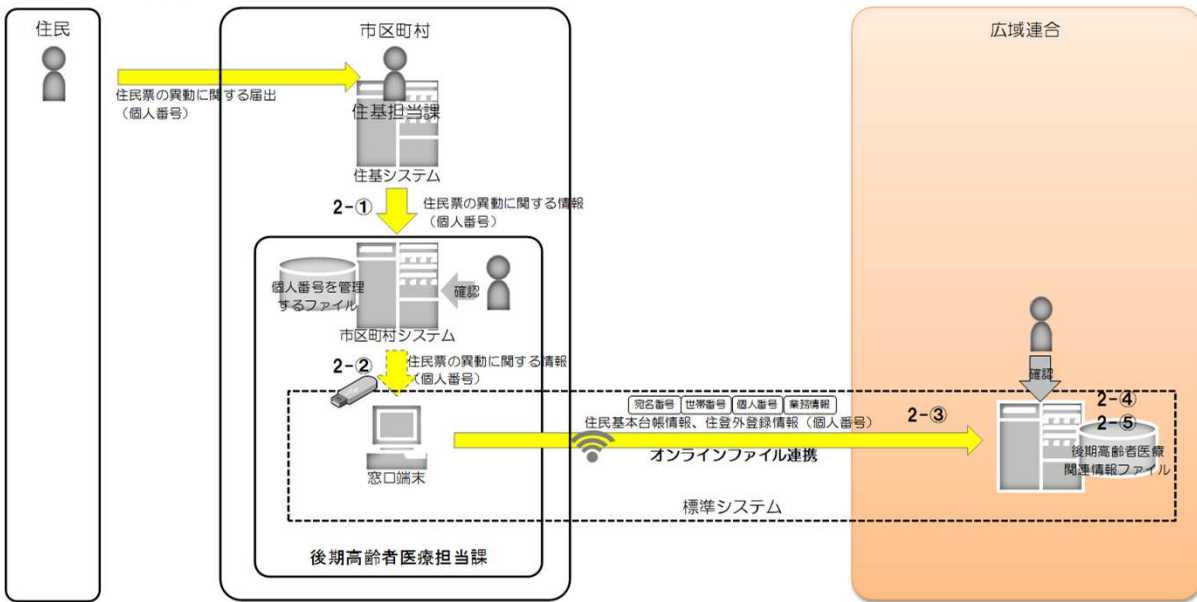 住民
市区町村
広域連合
住民票の異動に関する届出
（個人番号）
住基担当課
住基システム
2-①
住民票の異動に関する情報
（個人番号）
個人番号を管理
するファイル
確認
市区町村システム
2-②
住民票の異動に関する情報
（個人番号）
確認
宛名番号 世帯番号 個人番号 業務情報
住民基本台帳情報、住登外登録情報（個人番号）
2-③
2-④
2-⑤
オンラインファイル連携
窓口端末
後期高齢者医療
関連情報ファイル
標準システム
後期高齢者医療担当課